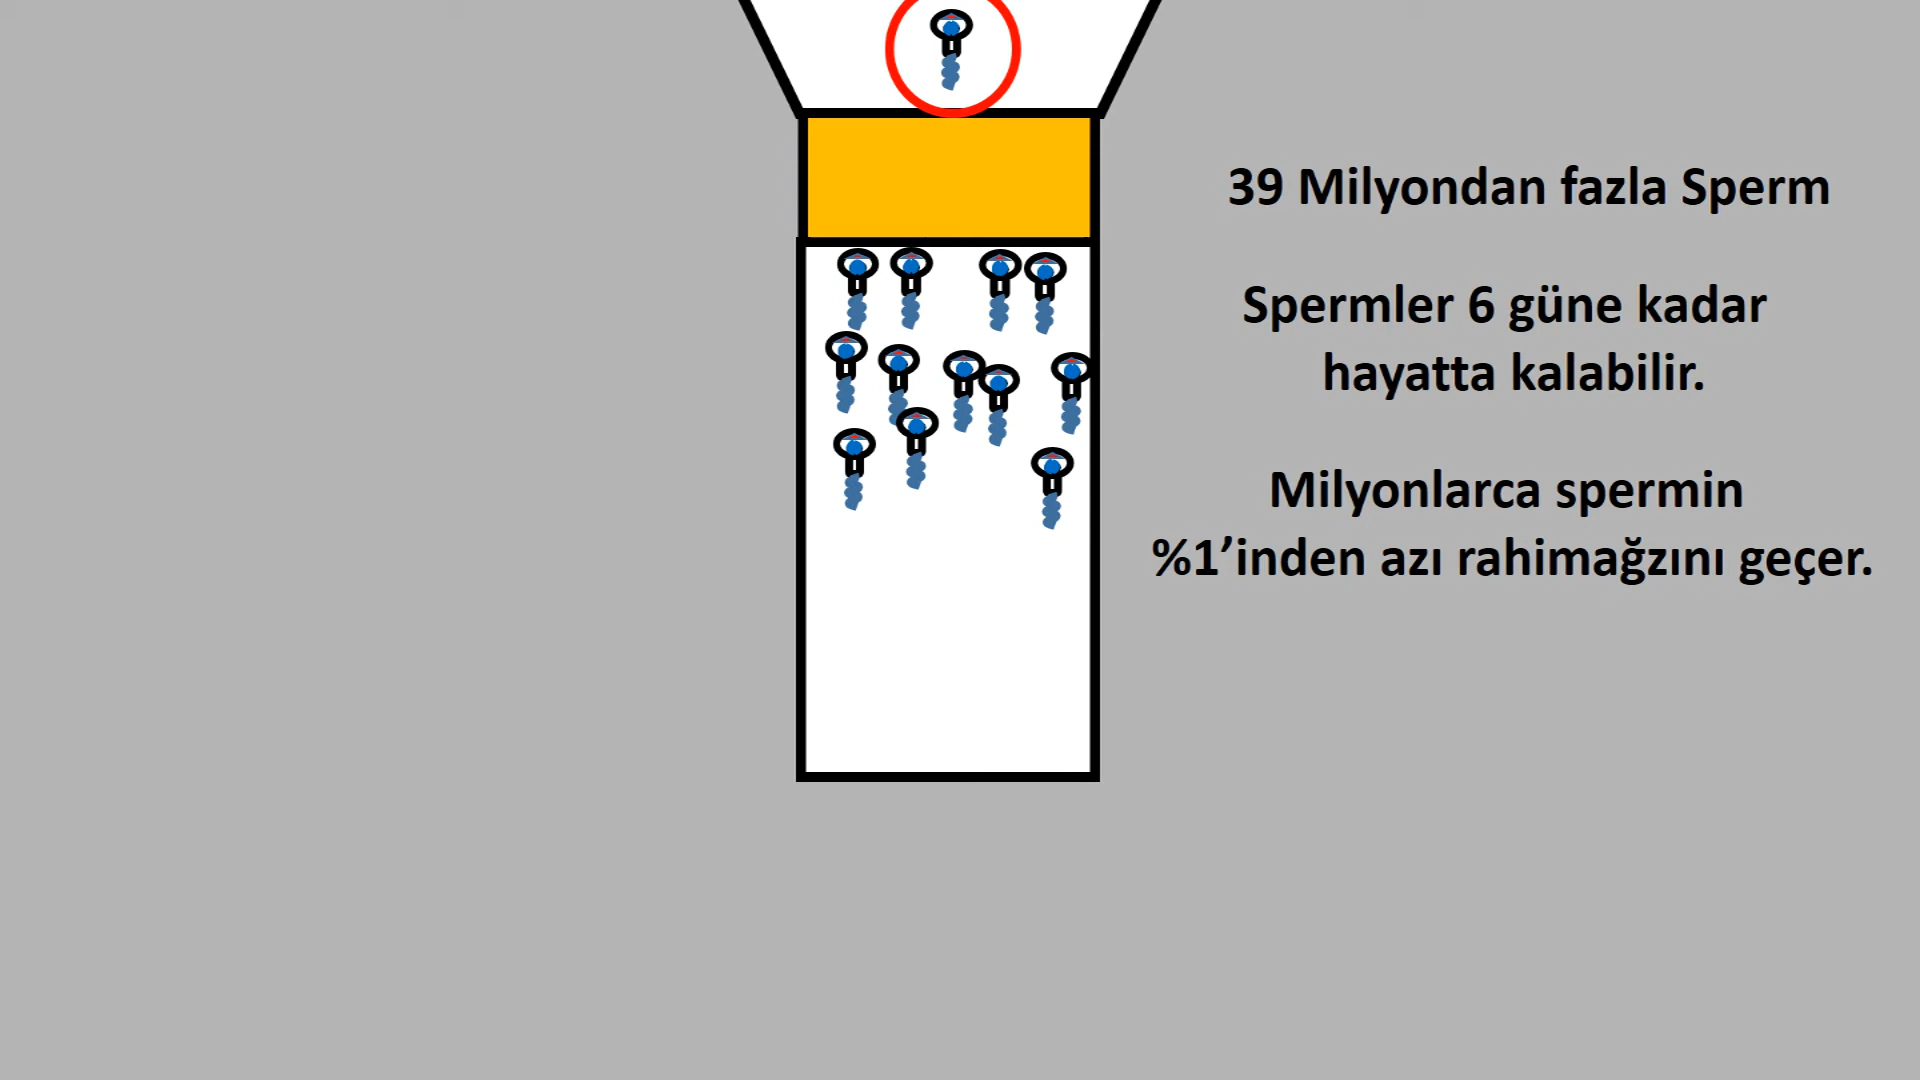 39 Milyondan fazla Sperm
Spermler 6 güne kadar
hayatta kalabilir.
Milyonlarca spermin
%1’inden azı rahimağzını geçer.